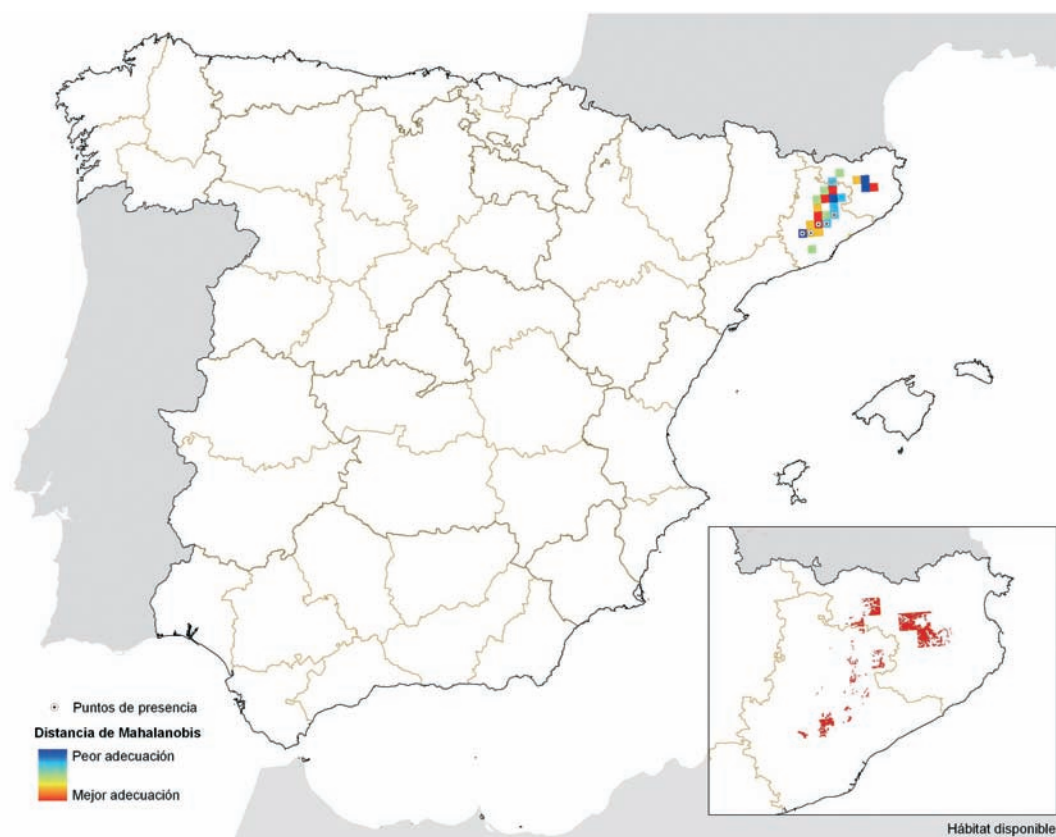 Puntos de presencia
Distancia de Mahalanobis
Peor adecuación
Mejor adecuación
Hábitat disponible